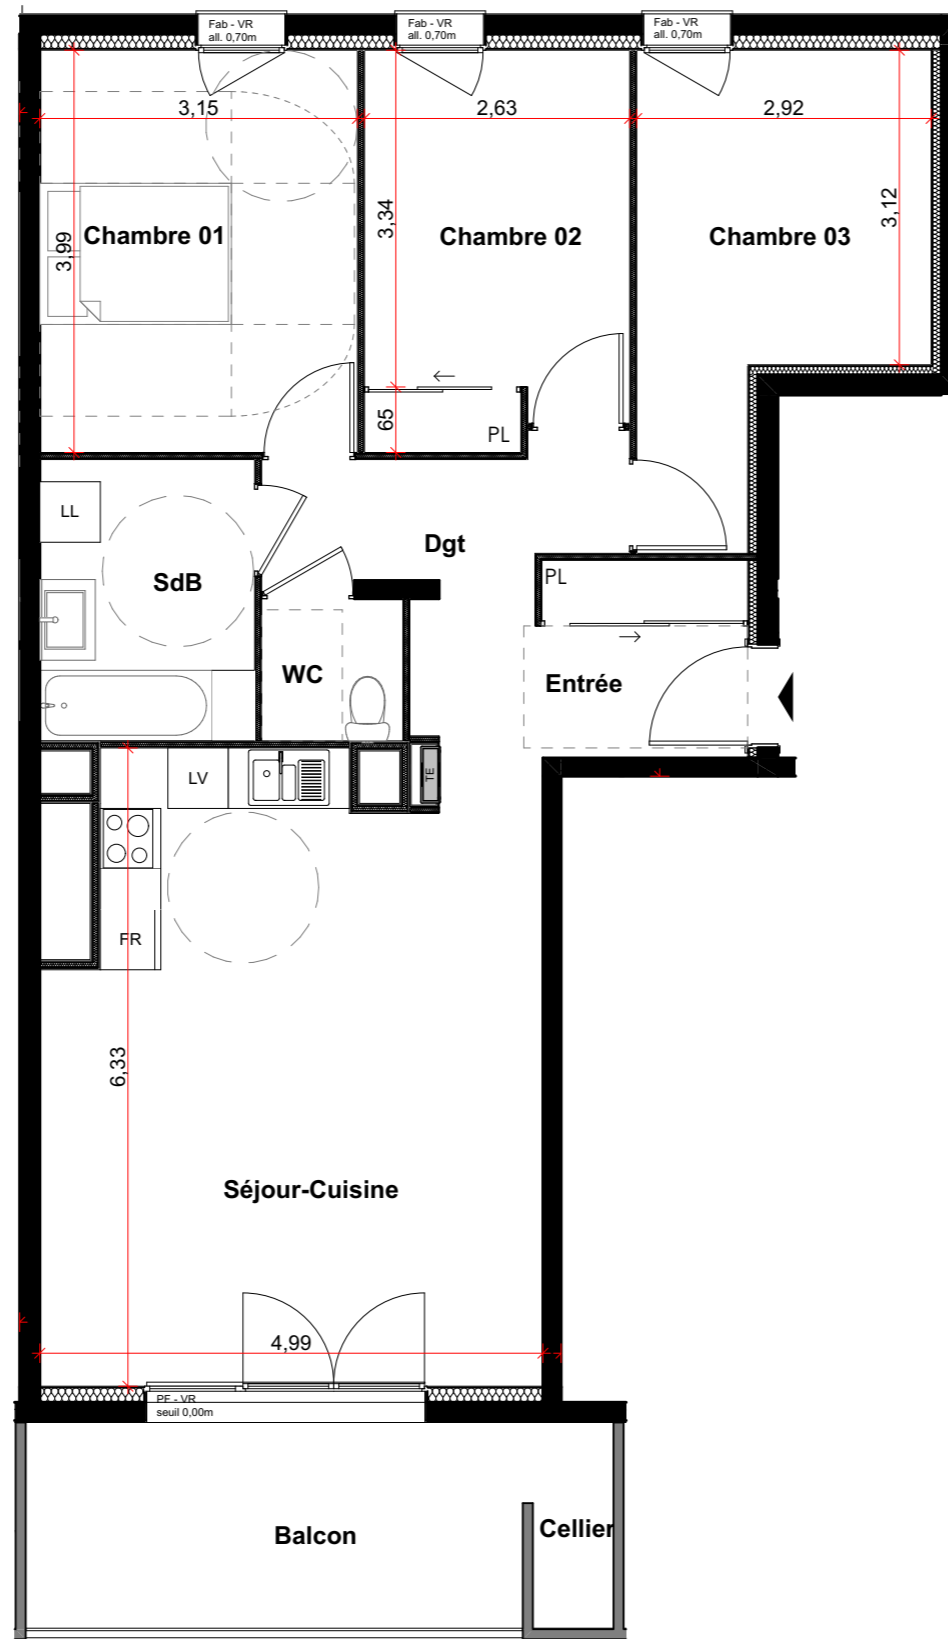 Fab - VR
all. 0,70m
Fab - VR
all. 0,70m
Fab - VR
all. 0,70m
3,15
2,63
2,92
3,99
3,34
3,12
Chambre 01
Chambre 02
Chambre 03
65
PL
LL
Dgt
SdB
PL
WC
Entrée
LV
TE
FR
6,33
Séjour-Cuisine
4,99
PF - VR
seuil 0,00m
Balcon
Cellier